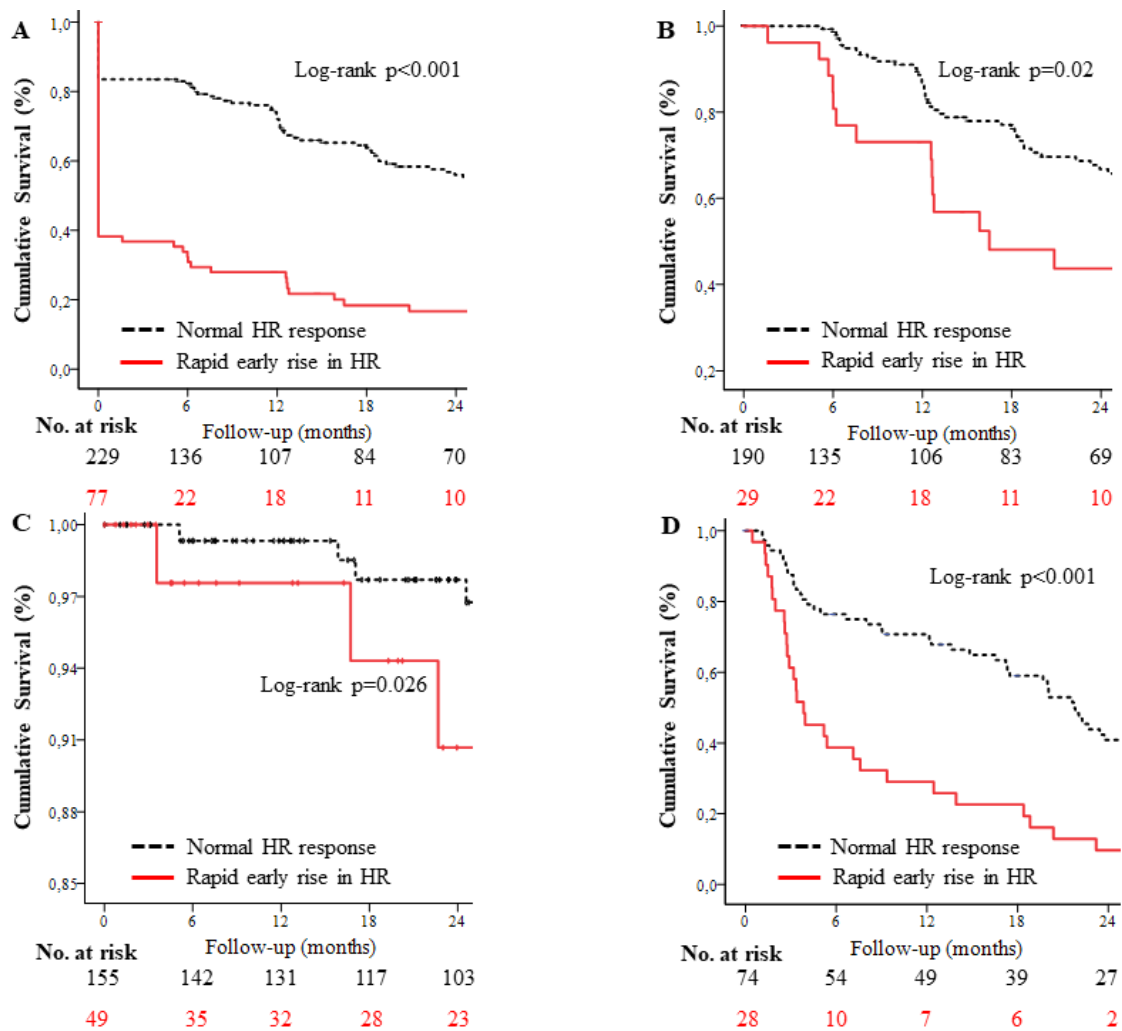 A
Cumulative Survival (%)
1,0
0,8
0,6
0,4
0,2
0,0
Log-rank p<0.001
Normal HR response
Rapid early rise in HR
0 6 12 18 24
No. at risk
Follow-up (months)
229 136 107 84 70
77 22 18 11 10
B
Cumulative Survival (%)
1,0
0,8
0,6
0,4
0,2
Log-rank p=0.02
Normal HR response
Rapid early rise in HR
0 6 12 18 24
No. at risk
Follow-up (months)
190 135 106 83 69
29 22 18 11 10
C
Cumulative Survival (%)
1,00
0,97
0,94
0,91
0,88
0,85
Log-rank p=0.026
Normal HR response
Rapid early rise in HR
0 6 12 18 24
No. at risk
Follow-up (months)
155 142 131 117 103
49 35 32 28 23
D
Cumulative Survival (%)
1,0
0,8
0,6
0,4
0,2
0,0
Log-rank p<0.001
Normal HR response
Rapid early rise in HR
0 6 12 18 24
No. at risk
Follow-up (months)
74 54 49 39 27
28 10 7 6 2